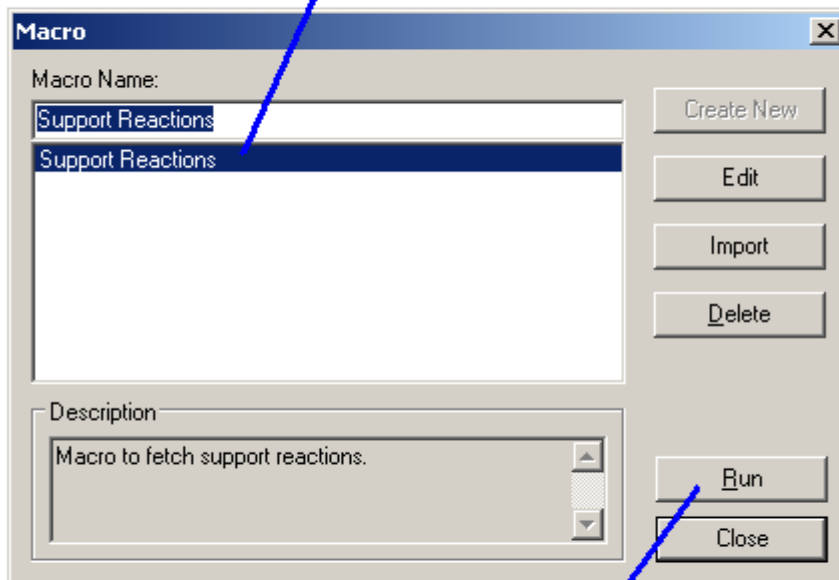 Macro
Macro Name:
Support Reactions
Support Reactions
Create New
Edit
Import
Delete
Description
Macro to fetch support reactions.
Run
Close